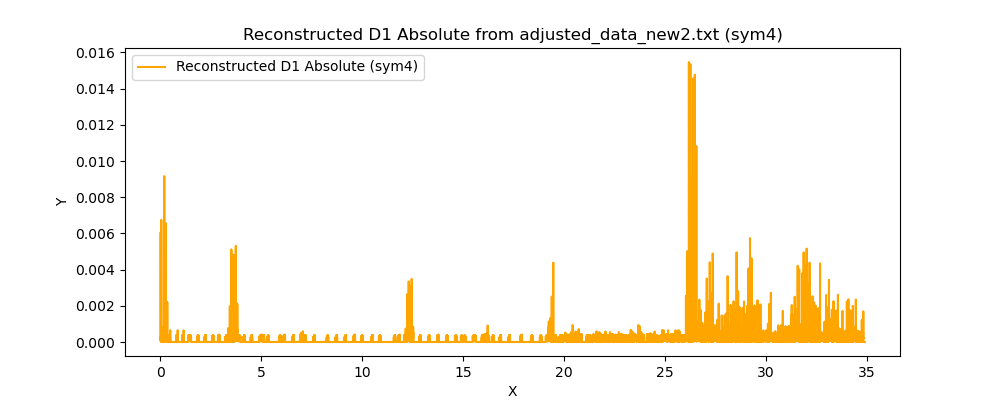 Reconstructed D1 Absolute from adjusted_data_new2.txt (sym4)
Reconstructed D1 Absolute (sym4)
0.016
0.014
0.012
0.010
0.008
0.006
0.004
0.002
0.000
Y
0 5 10 15 20 25 30 35
X